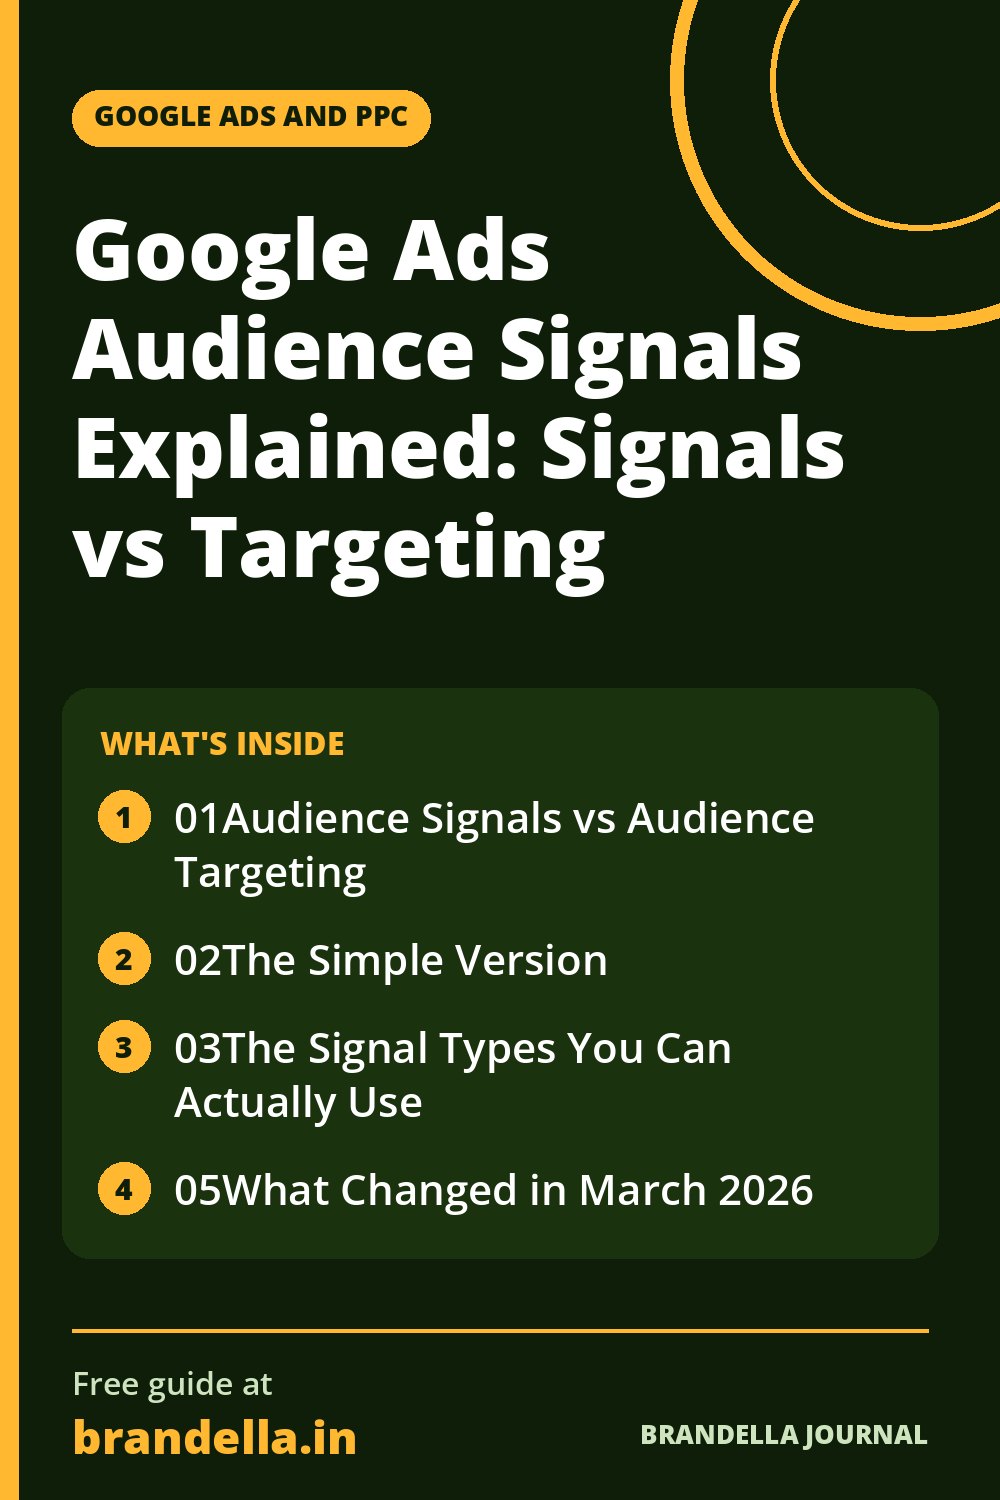 GOOGLE ADS AND PPC
Google Ads
Audience Signals
Explained: Signals
vs Targeting
WHAT'S INSIDE
1 01Audience Signals vs Audience
Targeting
2 02The Simple Version
3 03The Signal Types You Can
Actually Use
4 05What Changed in March 2026
Free guide at
brandella.in
BRANDELLA JOURNAL